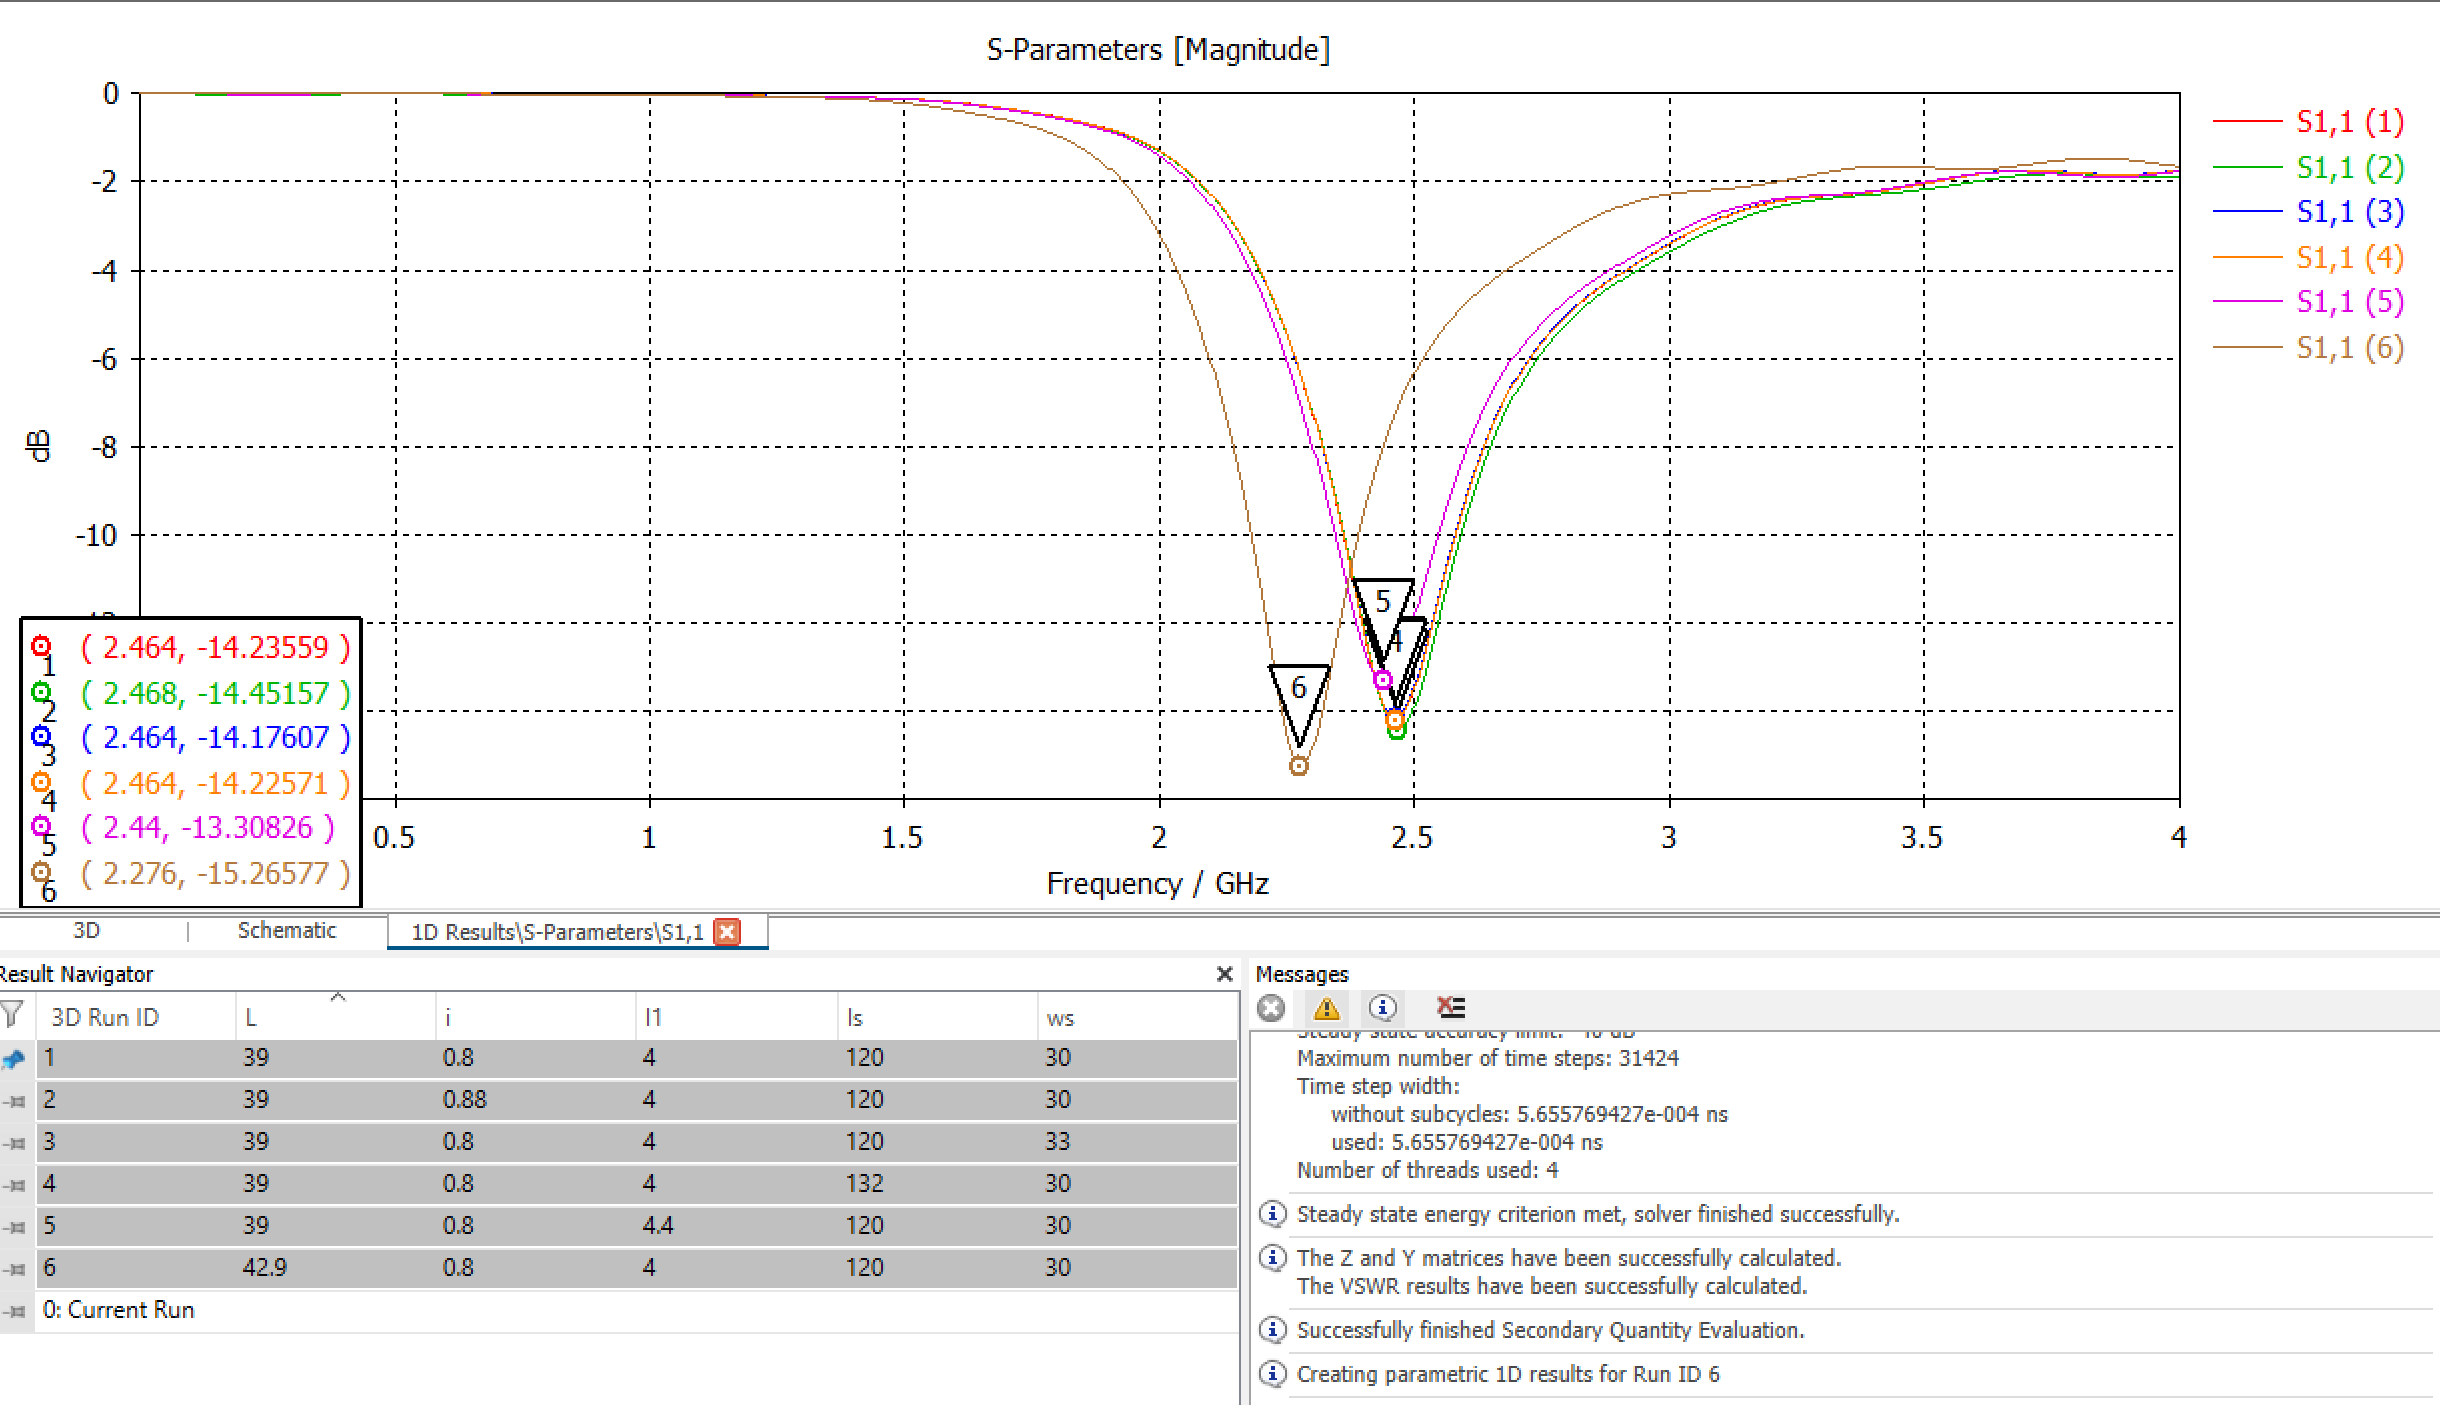 S-Parameters [Magnitude]
0
-2
-4
-6
-8
-10
dB
S1,1 (1)
S1,1 (2)
S1,1 (3)
S1,1 (4)
S1,1 (5)
S1,1 (6)
5
4
6
1 ( 2.464, -14.23559 )
2 ( 2.468, -14.45157 )
3 ( 2.464, -14.17607 )
4 ( 2.464, -14.22571 )
5 ( 2.44, -13.30826 )
6 ( 2.276, -15.26577 )
0.5 1 1.5 2 2.5 3 3.5 4
Frequency / GHz
3D | Schematic 1D Results\S-Parameters\S1,1
Result Navigator
3D Run ID L i l1 ls ws
1 39 0.8 4 120 30
2 39 0.88 4 120 30
3 39 0.8 4 120 33
4 39 0.8 4 132 30
5 39 0.8 4.4 120 30
6 42.9 0.8 4 120 30
0: Current Run
Messages
Steady state accuracy limit: -40 dB
Maximum number of time steps: 31424
Time step width:
without subcycles: 5.655769427e-004 ns
used: 5.655769427e-004 ns
Number of threads used: 4
Steady state energy criterion met, solver finished successfully.
The Z and Y matrices have been successfully calculated.
The VSWR results have been successfully calculated.
Successfully finished Secondary Quantity Evaluation.
Creating parametric 1D results for Run ID 6